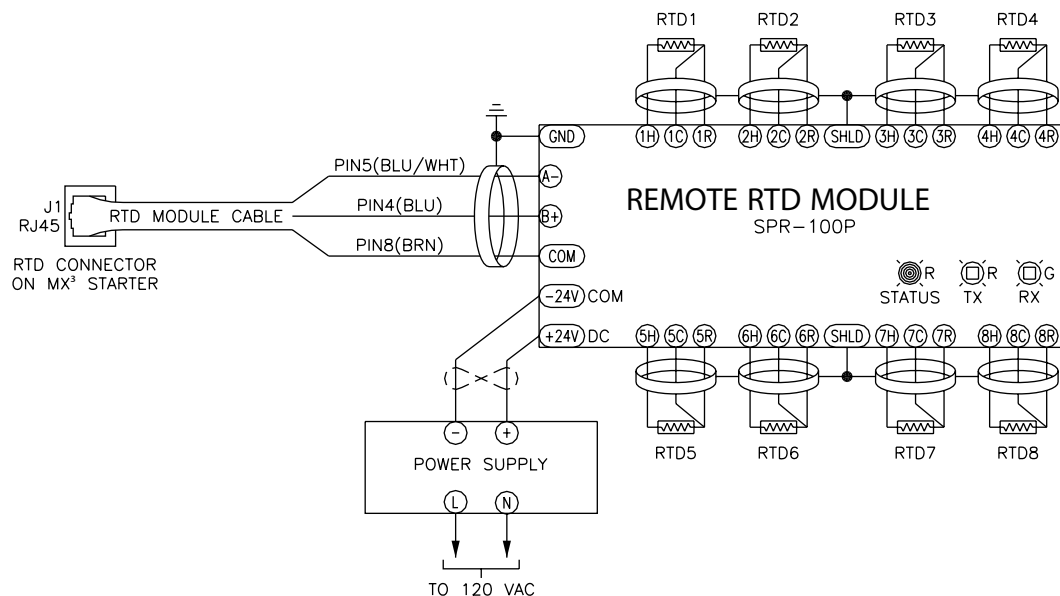 RTD1 RTD2 RTD3 RTD4
GND 1H 1C 1R 2H 2C 2R SHLD 3H 3C 3R 4H 4C 4R
PIN5(BLU/WHT) A-
J1
RJ45
RTD MODULE CABLE
PIN4(BLU) B+
PIN8(BRN) COM
RTD CONNECTOR
ON MX³ STARTER
REMOTE RTD MODULE
SPR-100P
R R G
STATUS TX RX
-24V COM
+24V DC
5H 5C 5R 6H 6C 6R SHLD 7H 7C 7R 8H 8C 8R
RTD5 RTD6 RTD7 RTD8
- +
POWER SUPPLY
L N
TO 120 VAC